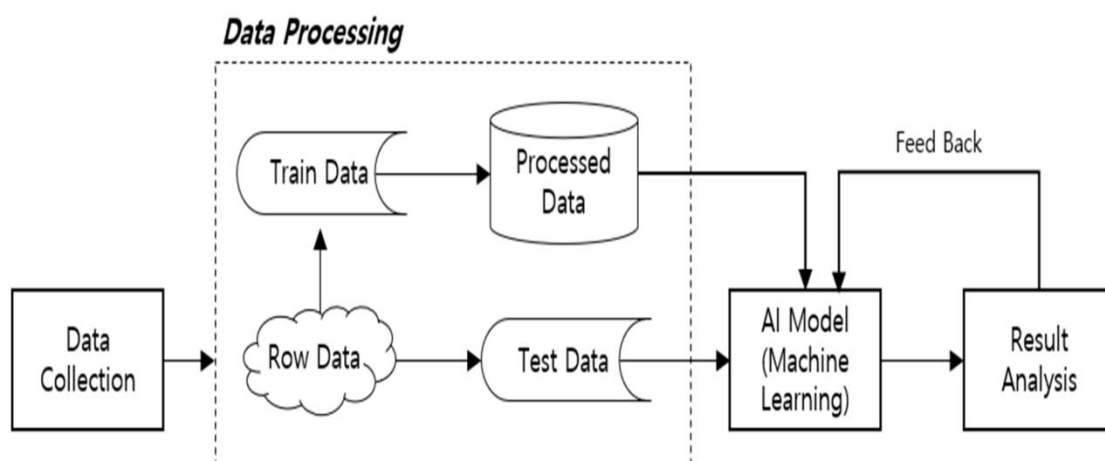 Data Processing
Train Data
Processed
Data
Feed Back
Data
Collection
Row Data
Test Data
AI Model
(Machine
Learning)
Result
Analysis